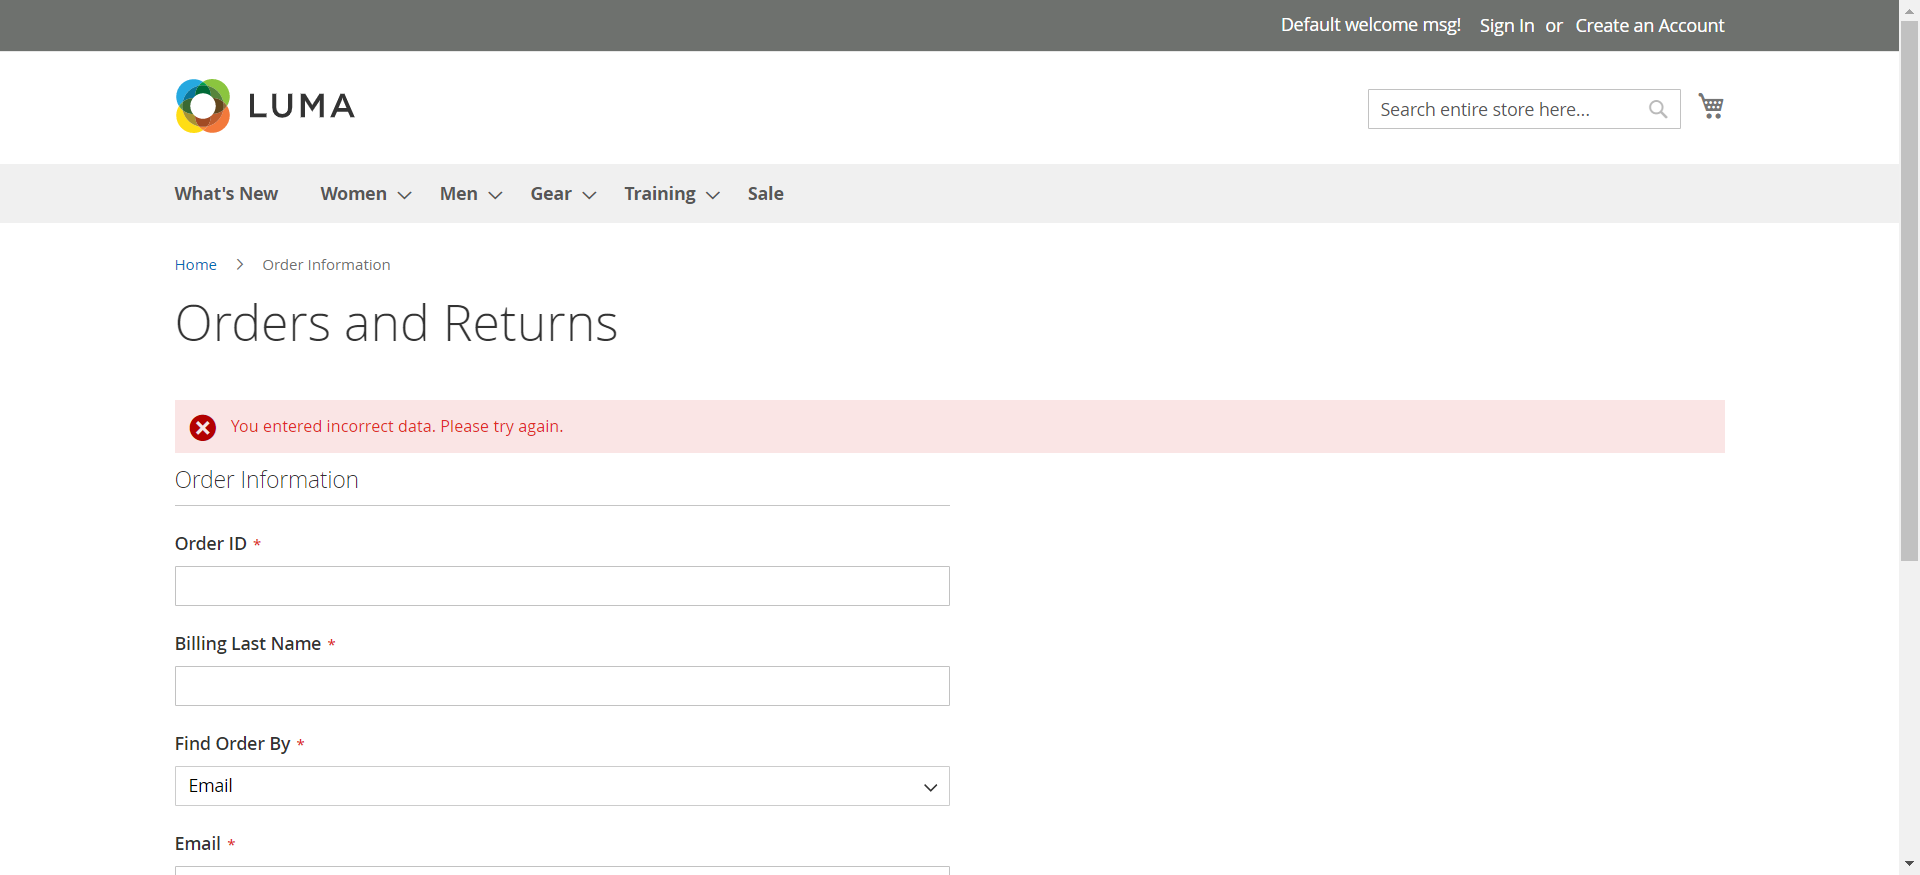 Default welcome msg! Sign In or Create an Account
LUMA
Search entire store here...
What's New Women Men Gear Training Sale
Home > Order Information
Orders and Returns
You entered incorrect data. Please try again.
Order Information
Order ID *
Billing Last Name *
Find Order By *
Email
Email *